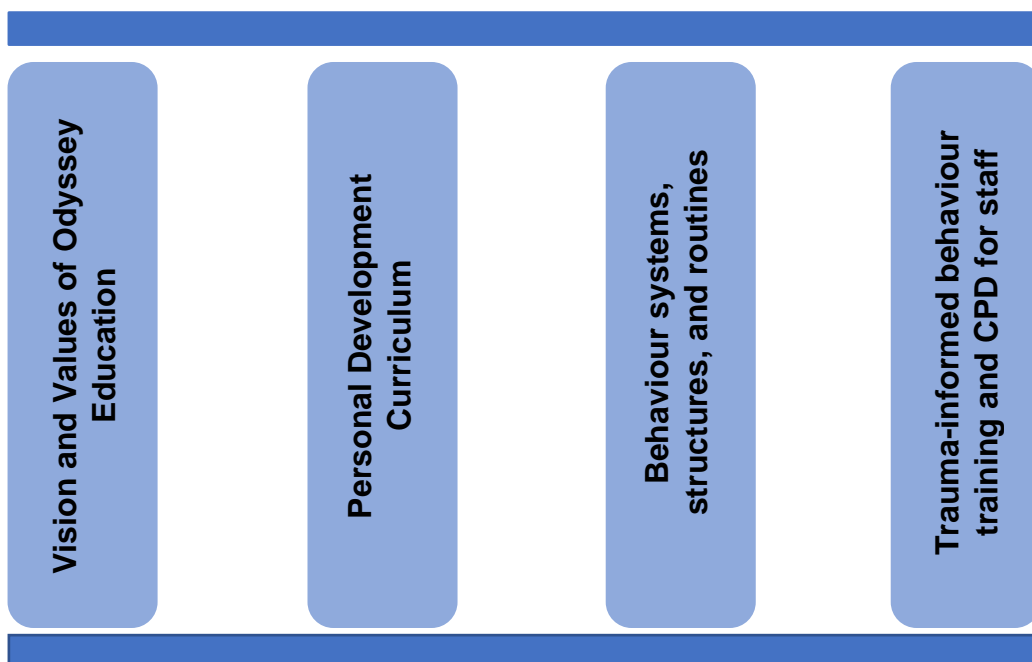 Vision and Values of Odyssey
Education
Personal Development
Curriculum
Behaviour systems,
structures, and routines
Trauma-informed behaviour
training and CPD for staff